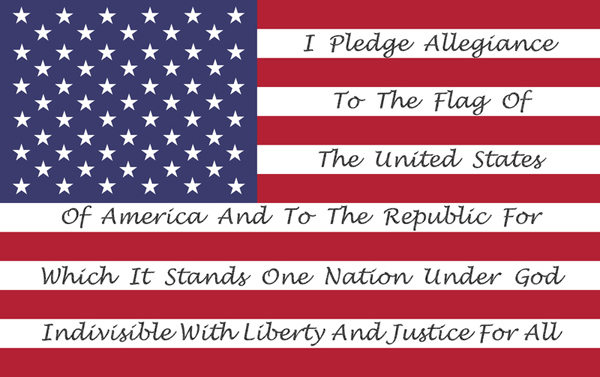 I Pledge Allegiance
To The Flag Of
The United States
Of America And To The Republic For
Which It Stands One Nation Under God
Indivisible With Liberty And Justice For All